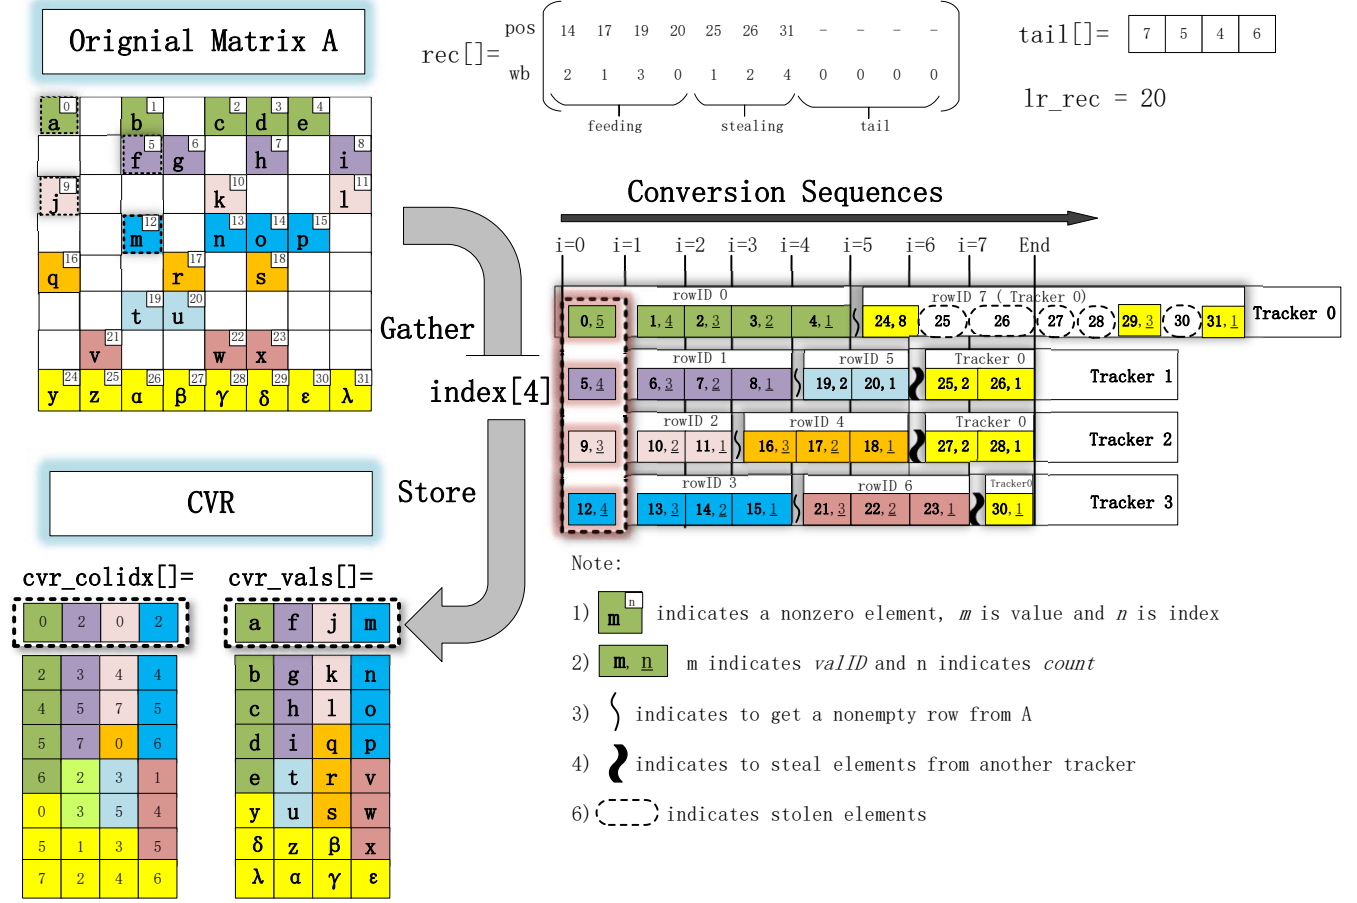 Orignial Matrix A
rec[]=
pos 14 17 19 20 25 26 31 - - - -
wb 2 1 3 0 1 2 4 0 0 0 0
feeding stealing tail
tail[]= 7 5 4 6
lr_rec = 20
a 0 b 1 c 2 d 3 e 4
f 5 g 6 h 7 i 8
j 9 k 10 l 11
m 12 n 13 o 14 p 15
q 16 r 17 s 18
t 19 u 20
v 21 w 22 x 23
y 24 z 25 α 26 β 27 γ 28 δ 29 ε 30 λ 31
Gather
index[4]
Store
Conversion Sequences
i=0 i=1 i=2 i=3 i=4 i=5 i=6 i=7 End
rowID 0 rowID 7 ( Tracker 0)
0,5 1,4 2,3 3,2 4,1 24,8 25 26 27 28 29,3 30 31,1 Tracker 0
rowID 1 rowID 5 Tracker 0
5,4 6,3 7,2 8,1 19,2 20,1 25,2 26,1 Tracker 1
rowID 2 rowID 4 Tracker 0
9,3 10,2 11,1 16,3 17,2 18,1 27,2 28,1 Tracker 2
rowID 3 rowID 6 Tracker0
12,4 13,3 14,2 15,1 21,3 22,2 23,1 30,1 Tracker 3
CVR
cvr_colidx[]=
0 2 0 2
2 3 4 4
4 5 7 5
5 7 0 6
6 2 3 1
0 3 5 4
5 1 3 5
7 2 4 6
cvr_vals[]=
a f j m
b g k n
c h l o
d i q p
e t r v
y u s w
δ z β x
λ α γ ε
Note:
1) m n indicates a nonzero element, m is value and n is index
2) m, n m indicates valID and n indicates count
3) indicates to get a nonempty row from A
4) indicates to steal elements from another tracker
6) indicates stolen elements